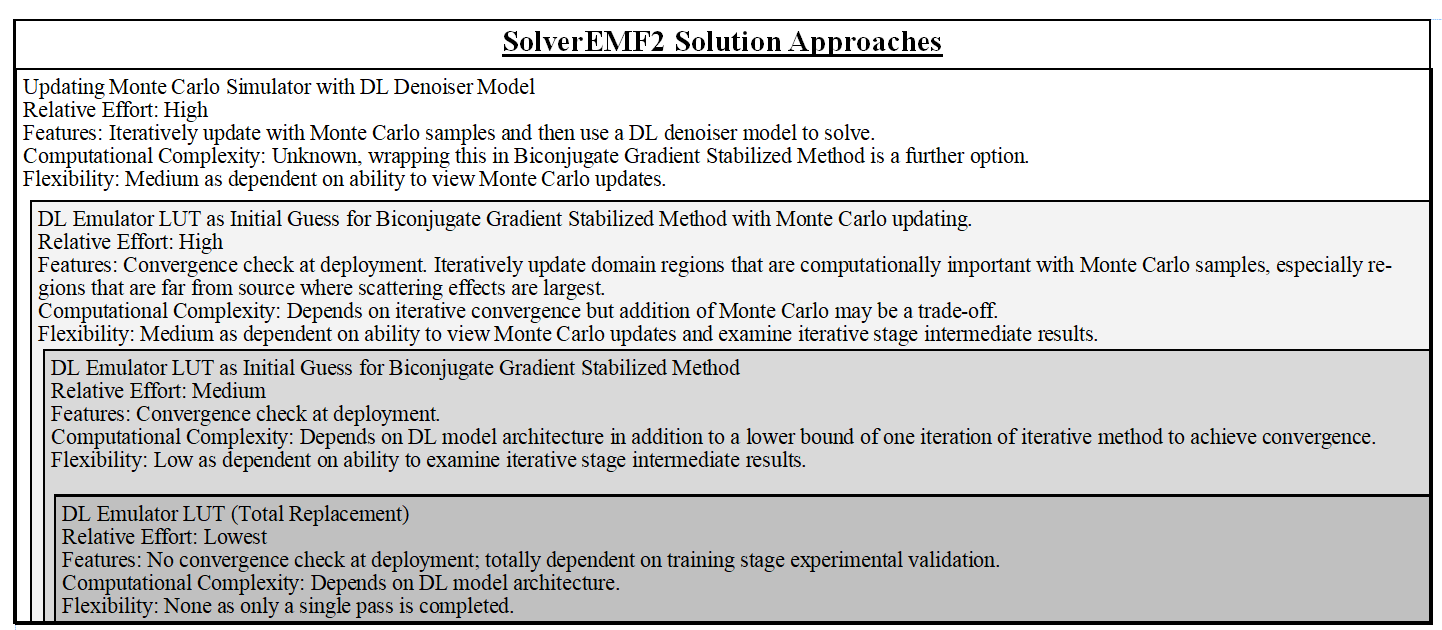 SolverEMF2 Solution Approaches
Updating Monte Carlo Simulator with DL Denoiser Model
Relative Effort: High
Features: Iteratively update with Monte Carlo samples and then use a DL denoiser model to solve.
Computational Complexity: Unknown, wrapping this in Biconjugate Gradient Stabilized Method is a further option.
Flexibility: Medium as dependent on ability to view Monte Carlo updates.
DL Emulator LUT as Initial Guess for Biconjugate Gradient Stabilized Method with Monte Carlo updating.
Relative Effort: High
Features: Convergence check at deployment. Iteratively update domain regions that are computationally important with Monte Carlo samples, especially re-
gions that are far from source where scattering effects are largest.
Computational Complexity: Depends on iterative convergence but addition of Monte Carlo may be a trade-off.
Flexibility: Medium as dependent on ability to view Monte Carlo updates and examine iterative stage intermediate results.
DL Emulator LUT as Initial Guess for Biconjugate Gradient Stabilized Method
Relative Effort: Medium
Features: Convergence check at deployment.
Computational Complexity: Depends on DL model architecture in addition to a lower bound of one iteration of iterative method to achieve convergence.
Flexibility: Low as dependent on ability to examine iterative stage intermediate results.
DL Emulator LUT (Total Replacement)
Relative Effort: Lowest
Features: No convergence check at deployment; totally dependent on training stage experimental validation.
Computational Complexity: Depends on DL model architecture.
Flexibility: None as only a single pass is completed.